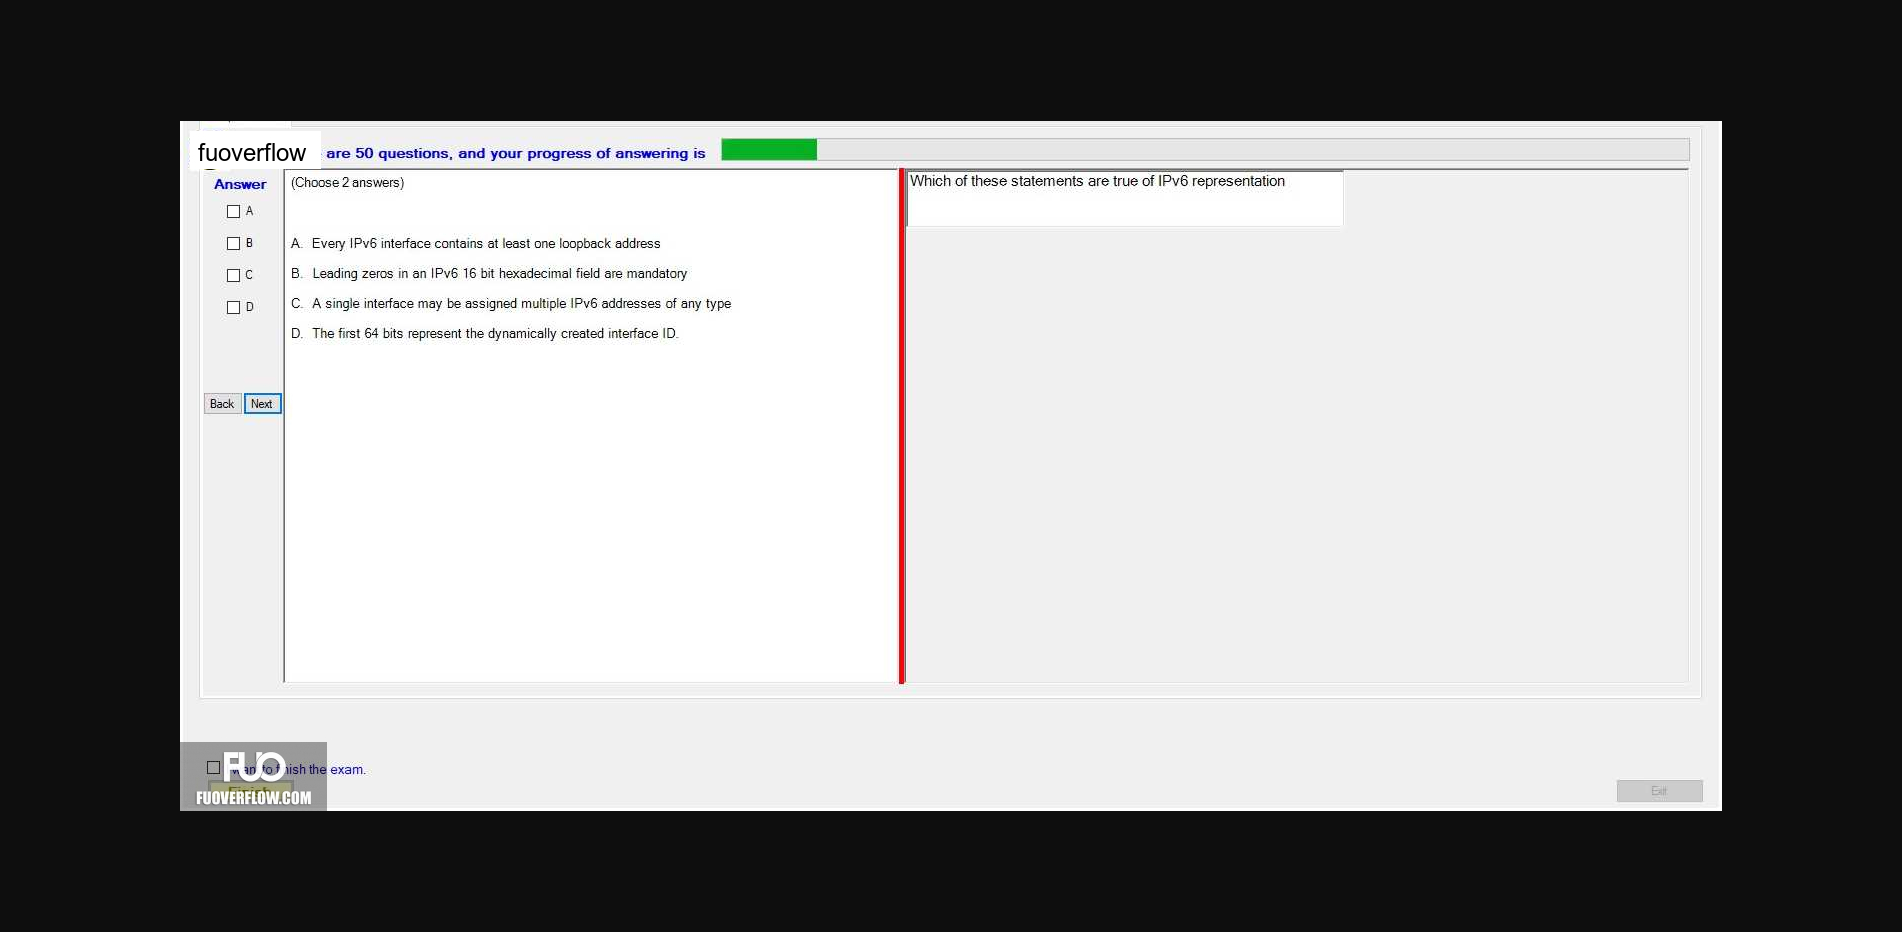 fuoverflow are 50 questions, and your progress of answering is
Answer
A
B
C
D
Back Next
(Choose 2 answers)
A. Every IPv6 interface contains at least one loopback address
B. Leading zeros in an IPv6 16 bit hexadecimal field are mandatory
C. A single interface may be assigned multiple IPv6 addresses of any type
D. The first 64 bits represent the dynamically created interface ID.
Which of these statements are true of IPv6 representation
FUO
to finish the exam.
Finish
FUOVERFLOW.COM
Exit